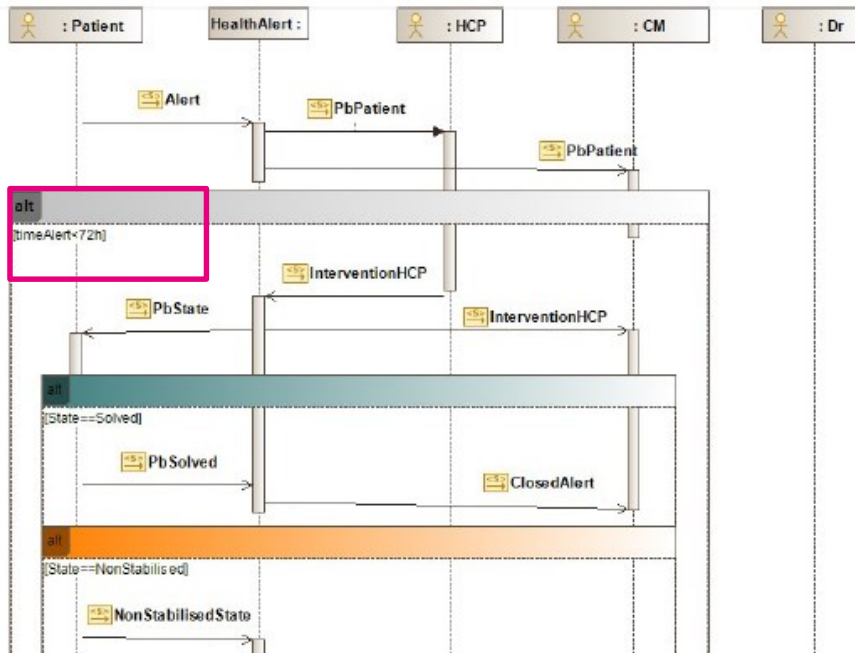 : Patient
HealthAlert :
: HCP
: CM
: Dr
<S> Alert
<S> PbPatient
<S> PbPatient
alt
[timeAlert<72h]
<S> InterventionHCP
<S> PbState
<S> InterventionHCP
alt
[State==Solved]
<S> PbSolved
<S> ClosedAlert
alt
[State==NonStabilised]
<S> NonStabilisedState